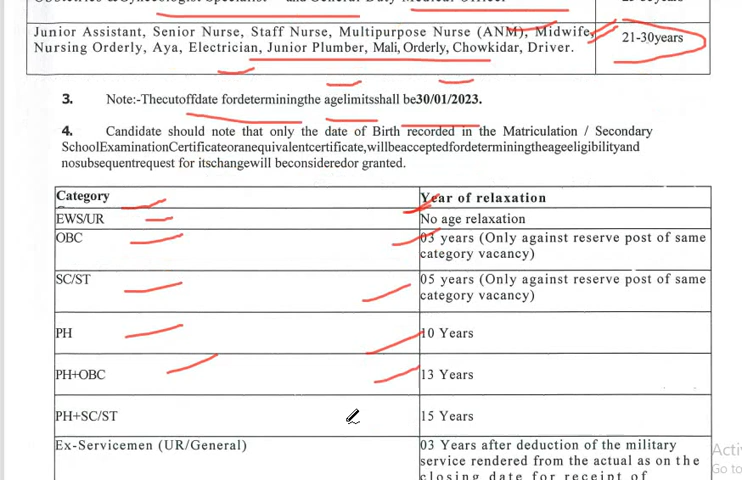 Junior Assistant, Senior Nurse, Staff Nurse, Multipurpose Nurse (ANM), Midwife,
Nursing Orderly, Aya, Electrician, Junior Plumber, Mali, Orderly, Chowkidar, Driver.
21-30years
3. Note:-Thecutoffdate fordeterminingthe agelimitsshall be30/01/2023.
4. Candidate should note that only the date of Birth recorded in the Matriculation / Secondary
SchoolExaminationCertificateoranequivalentcertificate,willbeacceptedfordeterminingtheageeligibilityand
nosubsequentrequest for itschangewill beconsideredor granted.
Category Year of relaxation
EWS/UR No age relaxation
OBC 03 years (Only against reserve post of same
category vacancy)
SC/ST 05 years (Only against reserve post of same
category vacancy)
PH 10 Years
PH+OBC 13 Years
PH+SC/ST 15 Years
Ex-Servicemen (UR/General) 03 Years after deduction of the military
service rendered from the actual as on the
closing date for receipt of